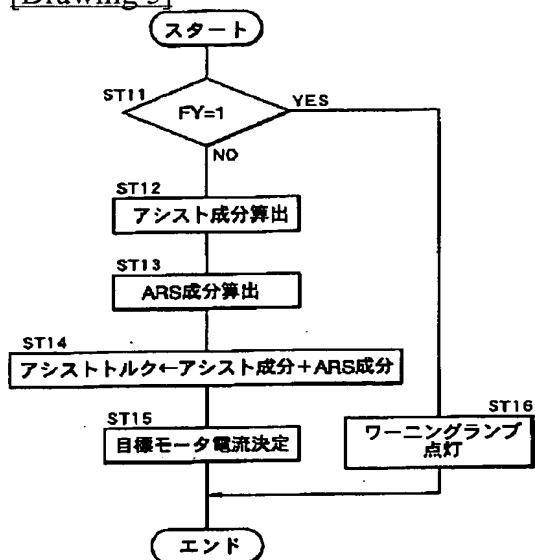 [Drawing 3]
スタート
ST11
FY=1
YES
NO
ST12
アシスト成分算出
ST13
ARS成分算出
ST14
アシストトルク←アシスト成分+ARS成分
ST15
目標モータ電流決定
ST16
ワーニングランプ
点灯
エンド